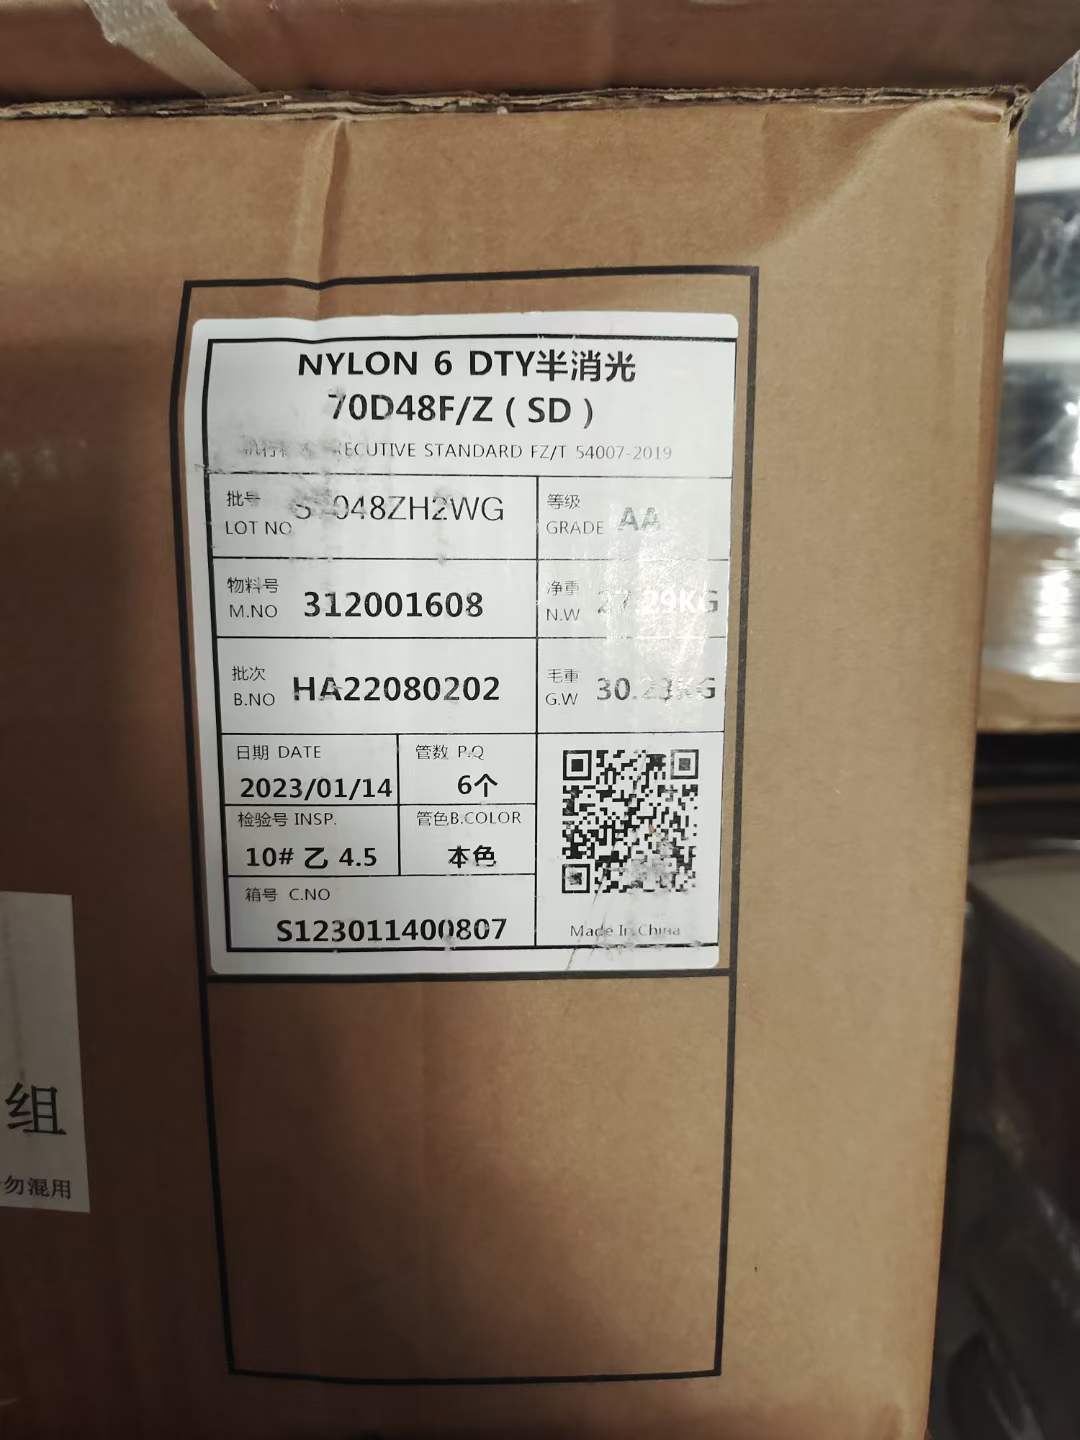 NYLON 6 DTY半消光
70D48F/Z ( SD )
STANDARD FZ/T 54007-2019
批号
LOT NO
等级
GRADE AA
物料号
M.NO 312001608
净重
N.W 27.29KG
批次
B.NO HA22080202
毛重
G.W
日期 DATE
2023/01/14
管数 P.Q
6个
检验号 INSP.
10# 乙 4.5
管色B.COLOR
本色
箱号 C.NO
S123011400807
Made In China
组
勿混用